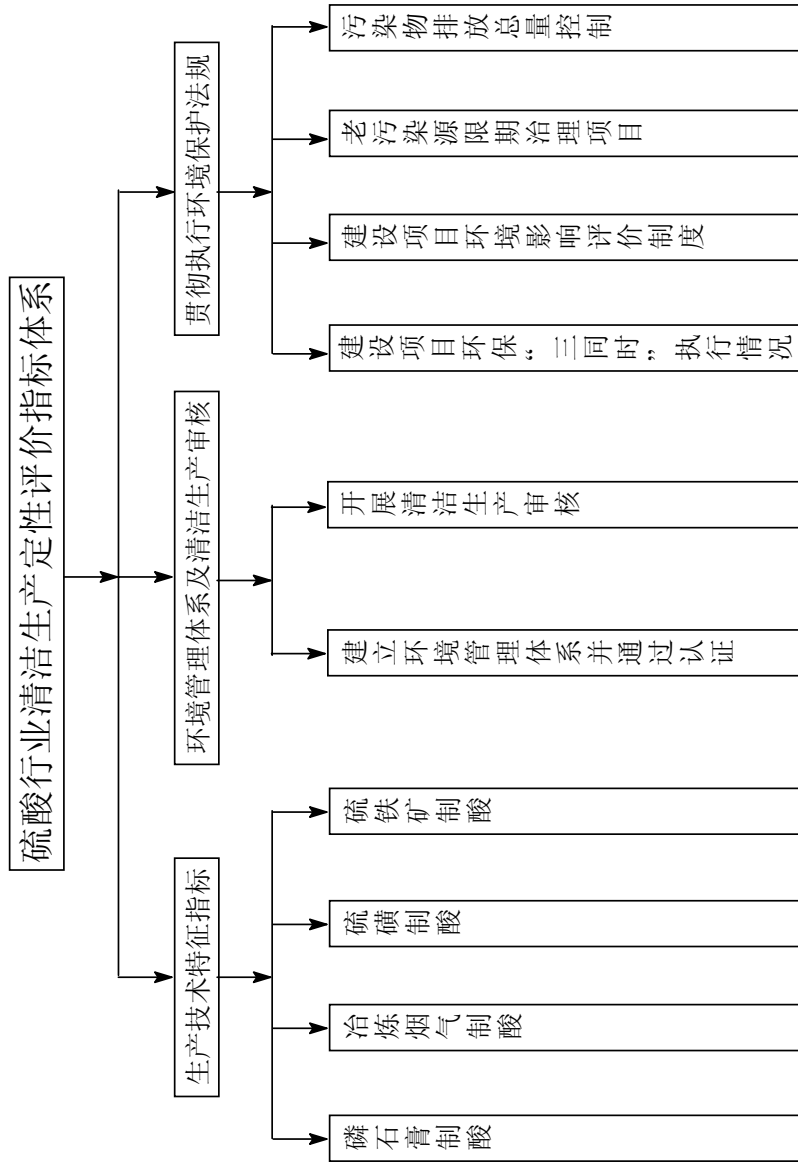 硫酸行业清洁生产定性评价指标体系
生产技术特征指标
环境管理体系及清洁生产审核
贯彻执行环境保护法规
磷石膏制酸
冶炼烟气制酸
硫磺制酸
硫铁矿制酸
建立环境管理体系并通过认证
开展清洁生产审核
建设项目环保“三同时”执行情况
建设项目环境影响评价制度
老污染源限期治理项目
污染物排放总量控制